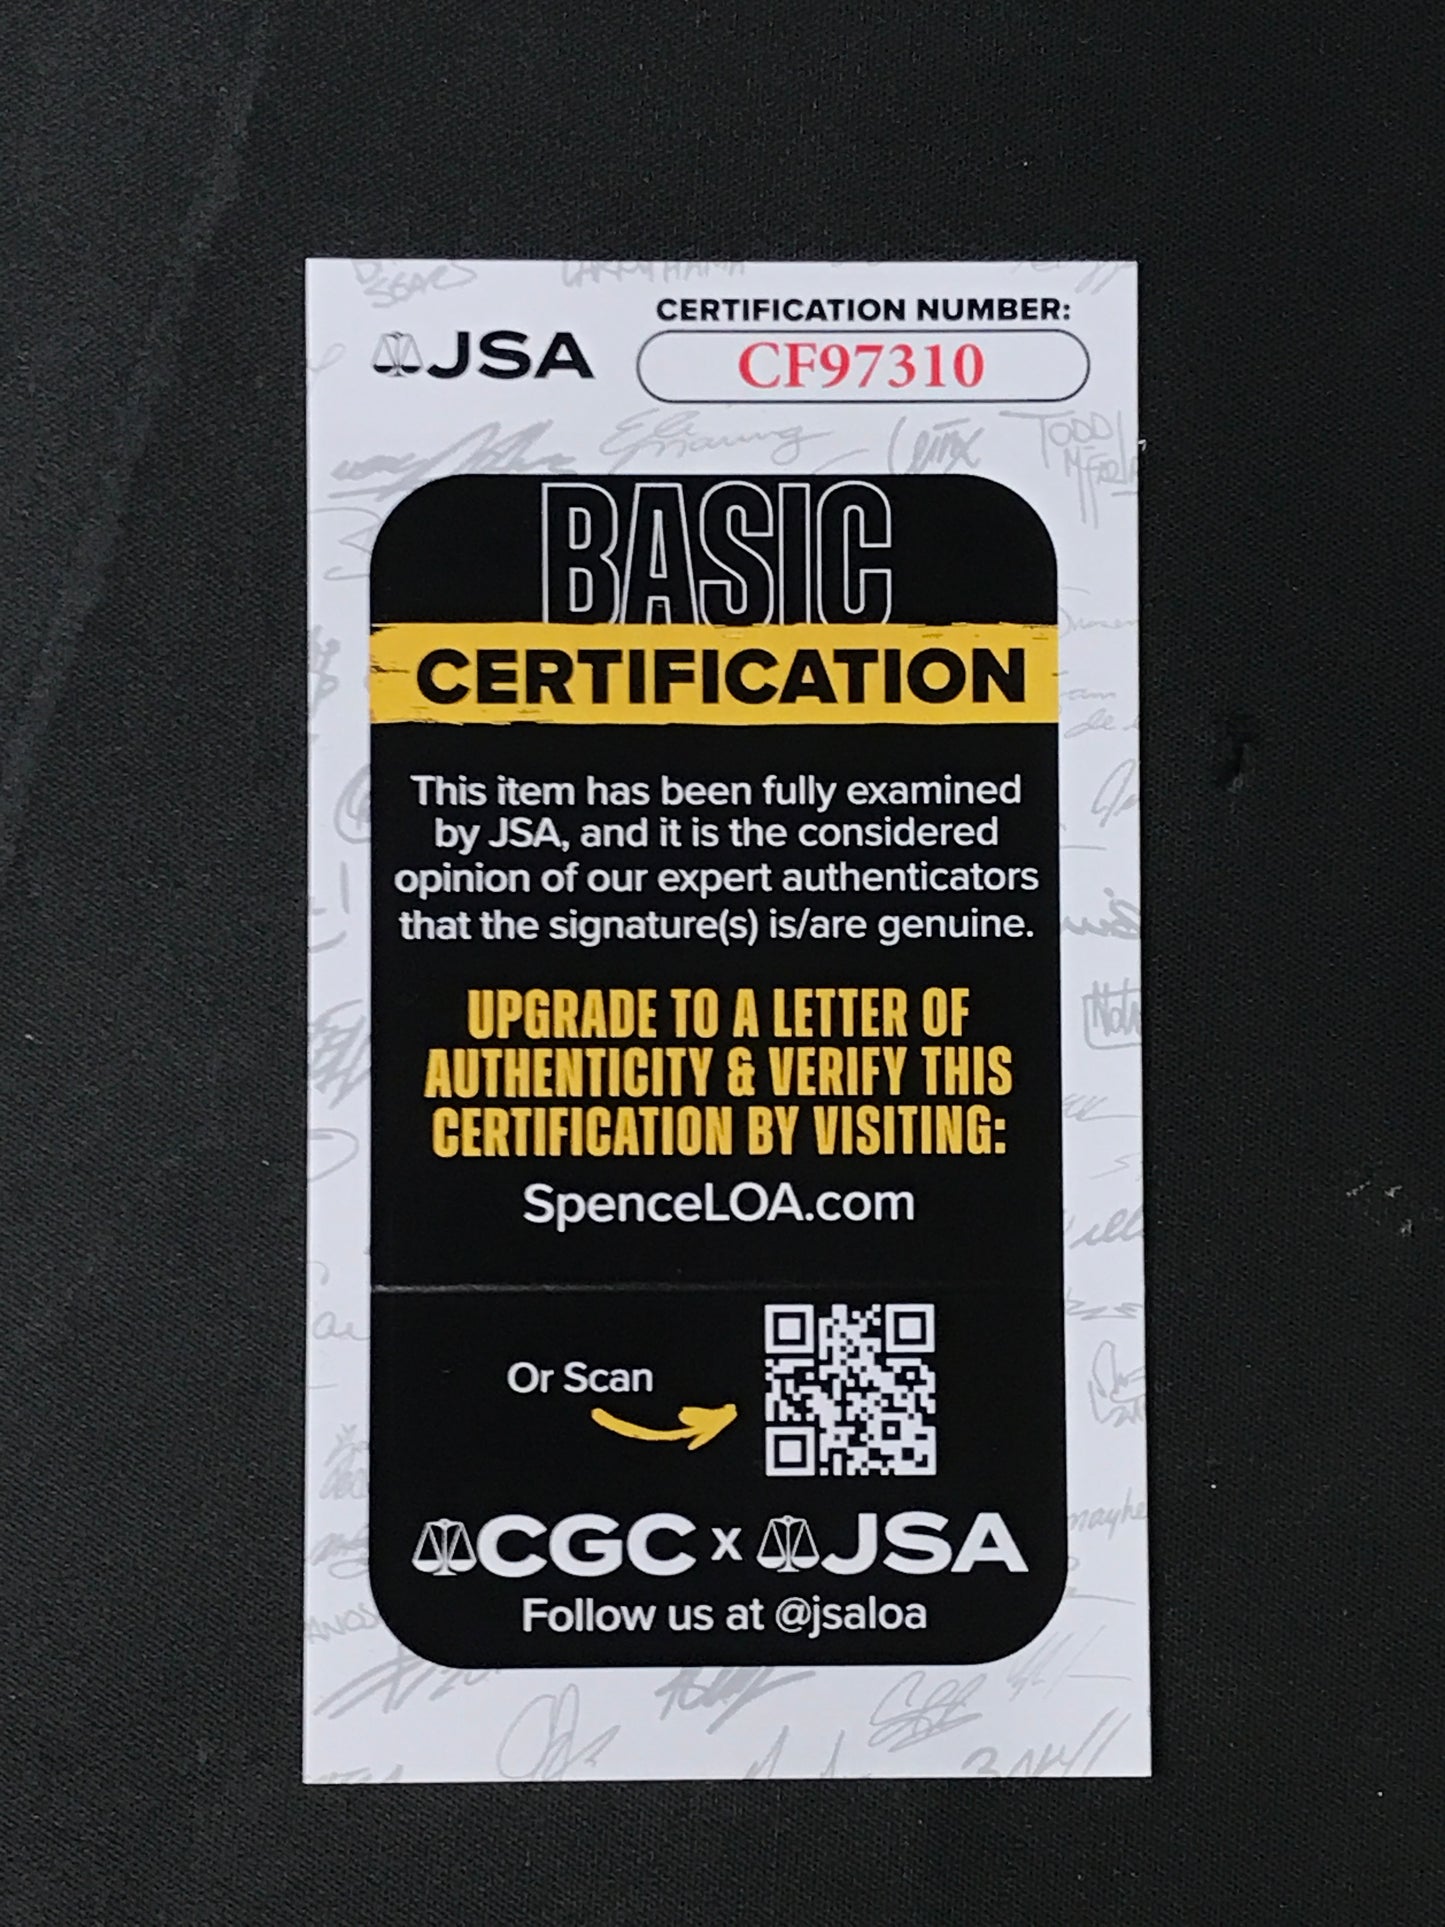 CERTIFICATION NUMBER:
JSA
CF97310
TODD
BASIC
CERTIFICATION
This item has been fully examined
by JSA, and it is the considered
opinion of our expert authenticators
that the signature(s) is/are genuine.
UPGRADE TO A LETTER OF
AUTHENTICITY & VERIFY THIS
CERTIFICATION BY VISITING:
SpenceLOA.com
Or Scan
CGC x JSA
Follow us at @jsaloa